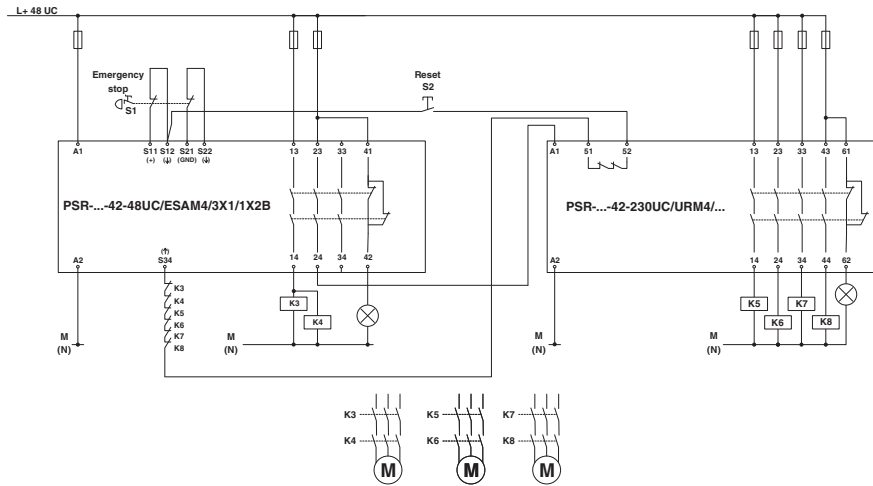 L+ 48 UC
Emergency
stop
S1
Reset
S2
A1 S11 S12 S21 S22 13 23 33 41
(+) (↓) (GND) (↓)
A1 51 52 13 23 33 43 61
PSR-...-42-48UC/ESAM4/3X1/1X2B
PSR-...-42-230UC/URM4/...
(↑)
A2 S34 14 24 34 42
A2 14 24 34 44 62
K3
K4
K5
K6
K7
K8
K3
K4
K5
K6
K7
K8
M
(N)
M
(N)
M
(N)
M
(N)
K3 K5 K7
K4 K6 K8
M M M